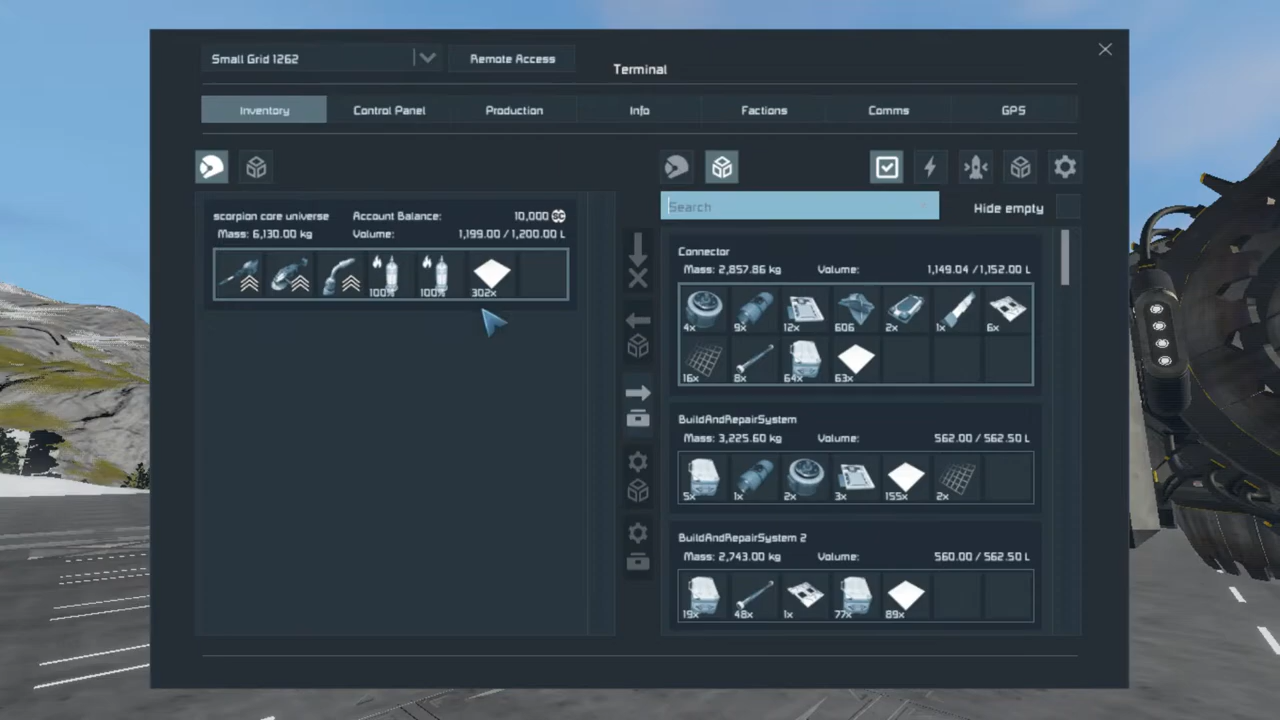 Small Grid 1262
Remote Access
Terminal
Inventory
Control Panel
Production
Info
Factions
Comms
GPS
Search
Hide empty
scorpion core universe Account Balance: 10,000 SC
Mass: 6,130.00 kg Volume: 1,199.00 / 1,200.00 L
100% 100% 302x
Connector
Mass: 2,857.86 kg Volume: 1,149.04 / 1,152.00 L
4x 9x 12x 606 2x 1x 6x
16x 8x 64x 63x
BuildAndRepairSystem
Mass: 3,225.60 kg Volume: 562.00 / 562.50 L
5x 1x 2x 3x 155x 2x
BuildAndRepairSystem 2
Mass: 2,743.00 kg Volume: 560.00 / 562.50 L
19x 48x 1x 77x 89x